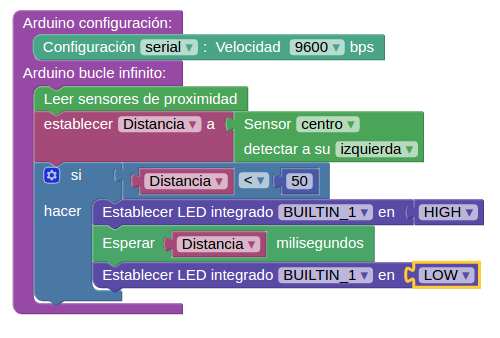 Arduino configuración:
Configuración serial ▾ : Velocidad 9600 ▾ bps
Arduino bucle infinito:
Leer sensores de proximidad
establecer Distancia ▾ a Sensor centro ▾
detectar a su izquierda ▾
si Distancia ▾ < ▾ 50
hacer Establecer LED integrado BUILTIN_1 ▾ en HIGH ▾
Esperar Distancia ▾ milisegundos
Establecer LED integrado BUILTIN_1 ▾ en LOW ▾